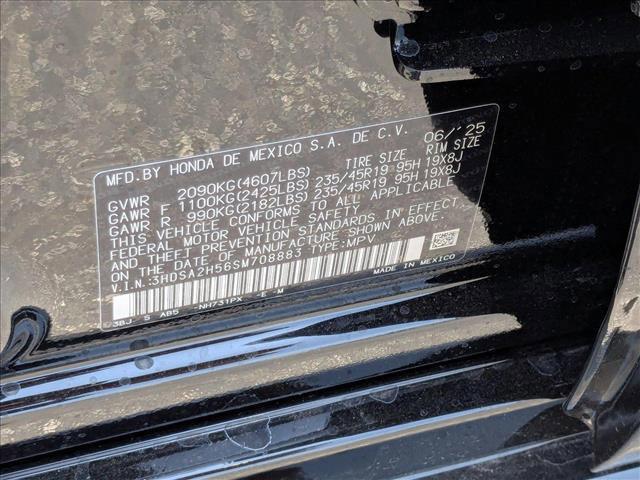 MFD.BY HONDA DE MEXICO S.A. DE C.V. 06/'25
TIRE SIZE RIM SIZE
GVWR 2090KG(4607LBS)
GAWR F 1100KG(2425LBS) 235/45R19 95H 19X8J
GAWR R 990KG(2182LBS) 235/45R19 95H 19X8J
THIS VEHICLE CONFORMS TO ALL APPLICABLE
FEDERAL MOTOR VEHICLE SAFETY, BUMPER,
AND THEFT PREVENTION STANDARDS IN EFFECT
ON THE DATE OF MANUFACTURE SHOWN ABOVE.
V.I.N.:3HDSA2H56SM708883 TYPE:MPV
MADE IN MEXICO
3BJ S AB5 NH731PX -E-M